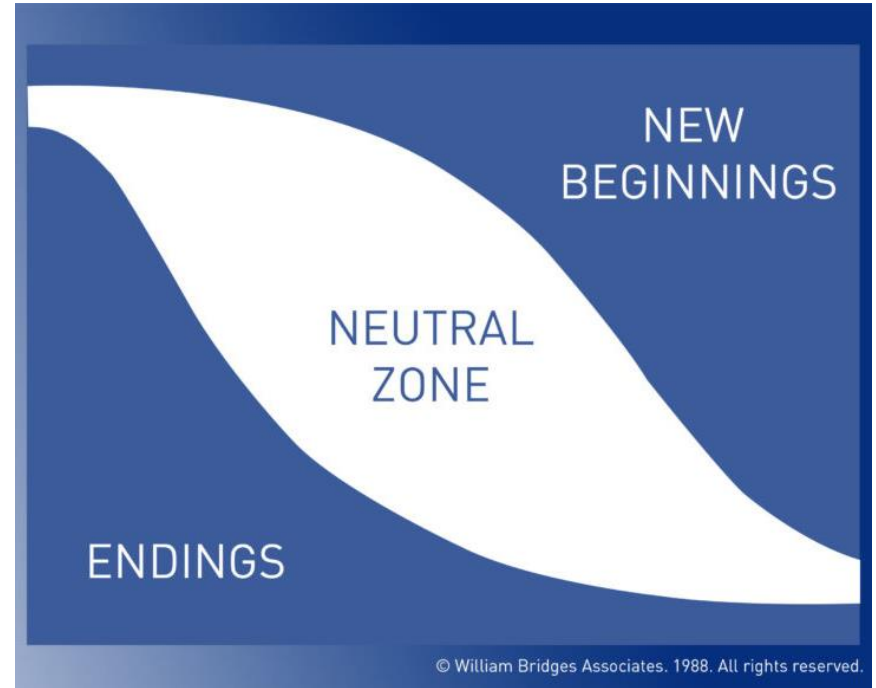 NEW
BEGINNINGS
NEUTRAL
ZONE
ENDINGS
© William Bridges Associates. 1988. All rights reserved.